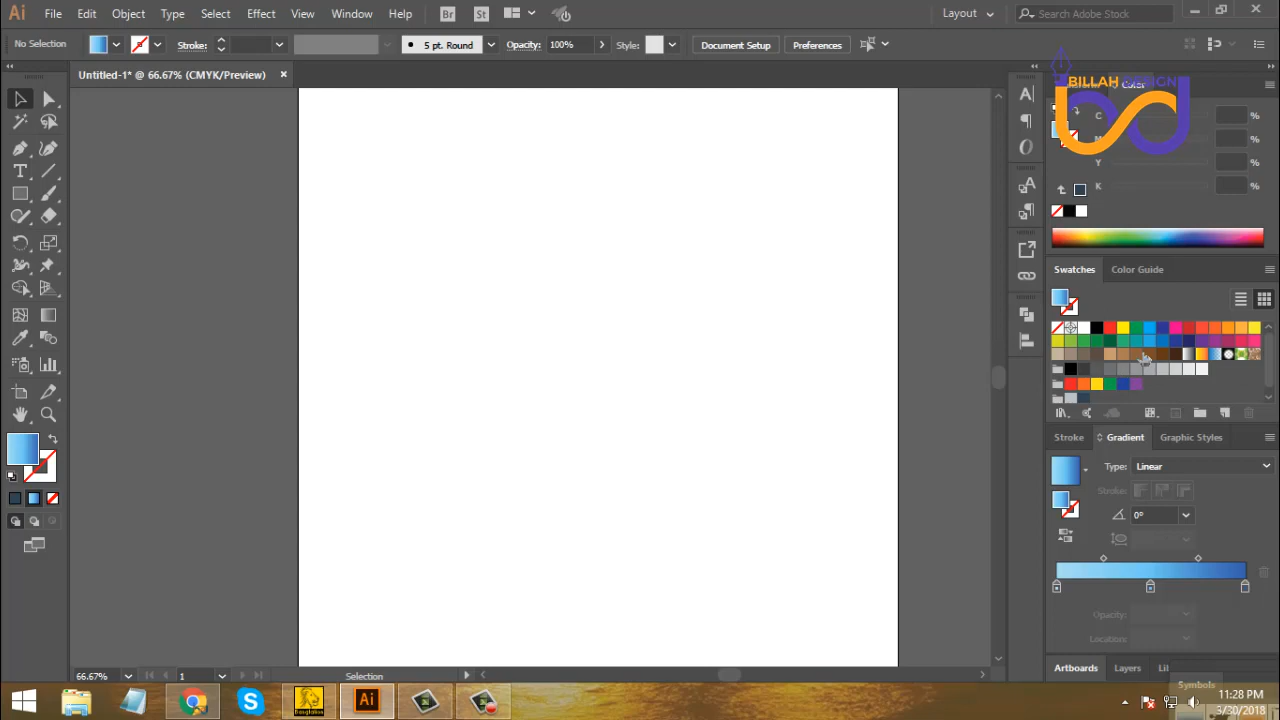 Ai File Edit Object Type Select Effect View Window Help Br St Layout Search Adobe Stock
No Selection Stroke: 5 pt. Round Opacity: 100% Style: Document Setup Preferences
Untitled-1* @ 66.67% (CMYK/Preview)
BILLAH DESIGN
Color
C %
M %
Y %
K %
Swatches Color Guide
Stroke Gradient Graphic Styles
Type: Linear
Stroke:
0°
Opacity:
Location:
Artboards Layers
66.67% 1 Selection
Symbols
Ai
11:28 PM
3/30/2018